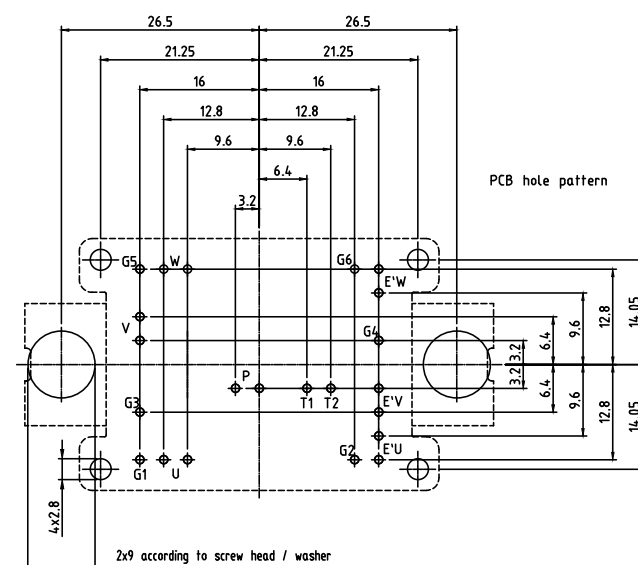 26.5 26.5
21.25 21.25
16 16
12.8 12.8
9.6 9.6
6.4
3.2
PCB hole pattern
G5 W G6
E'W
V G4
P
T1 T2 E'V
G3
G1 U G2 E'U
3.2 3.2 6.4 9.6 12.8 14.05
6.4 9.6 12.8 14.05
4x2.8
2x9 according to screw head / washer